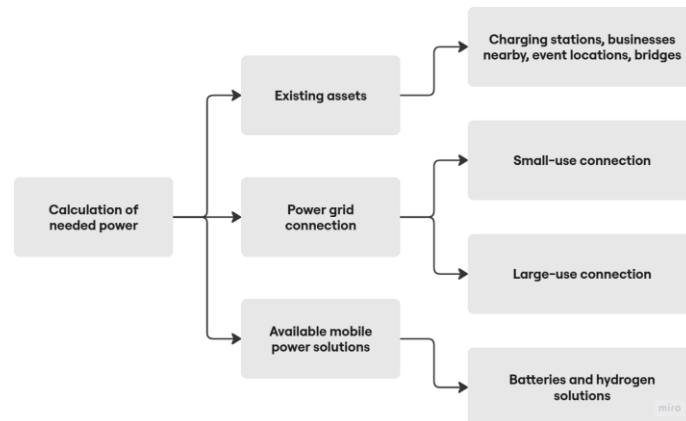 Charging stations, businesses
nearby, event locations, bridges
Existing assets
Small-use connection
Calculation of
needed power
Power grid
connection
Large-use connection
Available mobile
power solutions
Batteries and hydrogen
solutions
miro